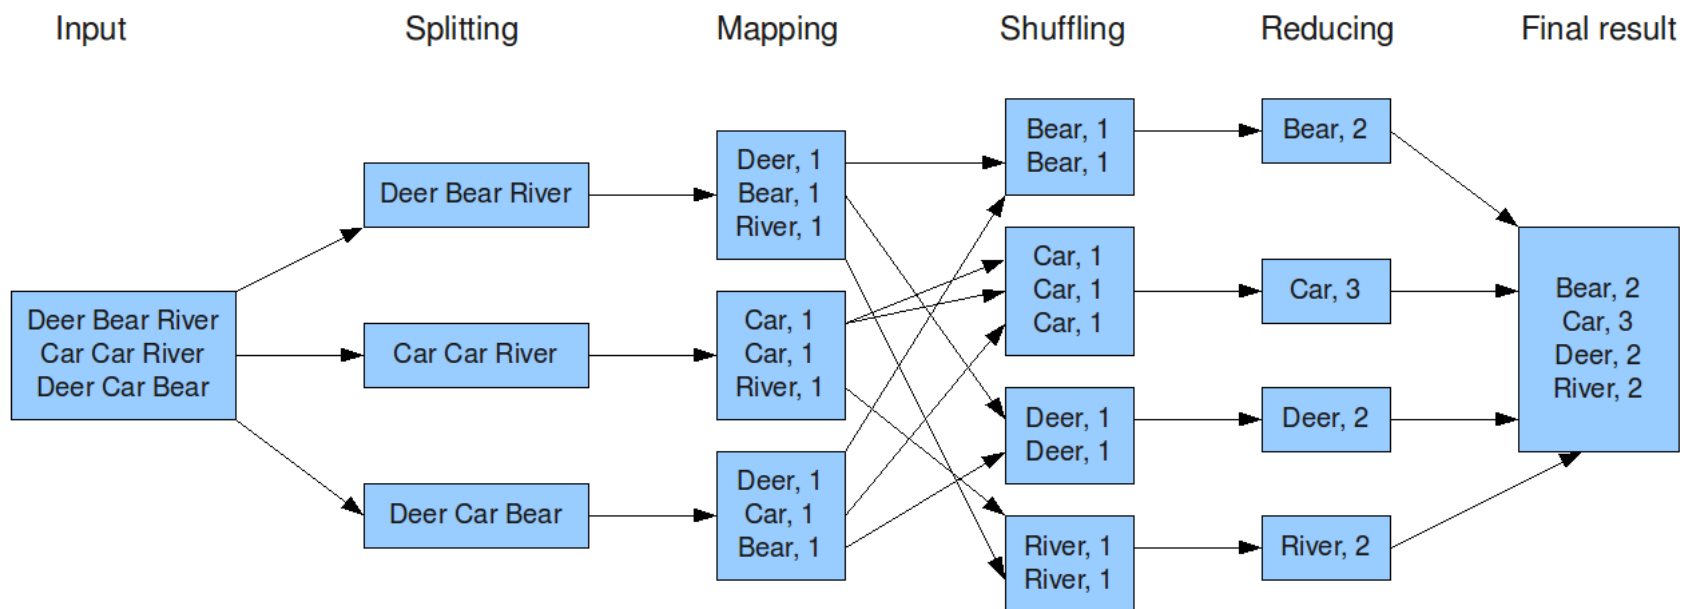 Input
Splitting
Mapping
Shuffling
Reducing
Final result
Deer Bear River
Car Car River
Deer Car Bear
Deer Bear River
Car Car River
Deer Car Bear
Deer, 1
Bear, 1
River, 1
Car, 1
Car, 1
River, 1
Deer, 1
Car, 1
Bear, 1
Bear, 1
Bear, 1
Car, 1
Car, 1
Car, 1
Deer, 1
Deer, 1
River, 1
River, 1
Bear, 2
Car, 3
Deer, 2
River, 2
Bear, 2
Car, 3
Deer, 2
River, 2